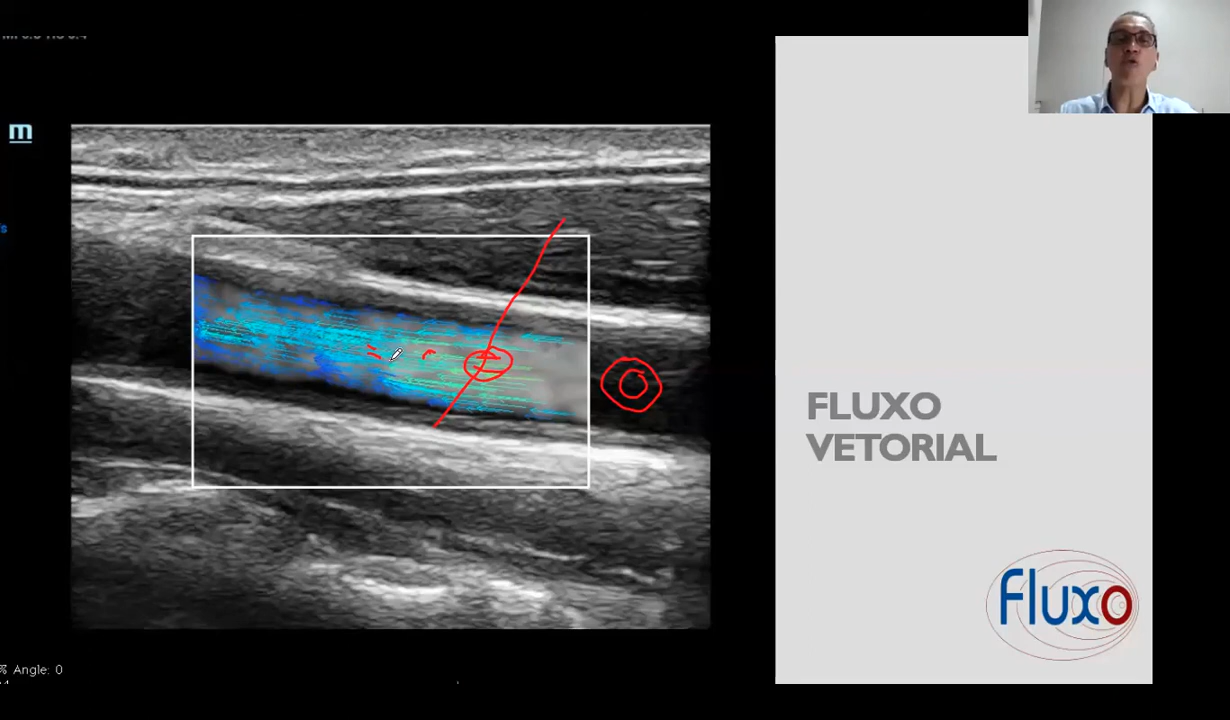 m
s
FLUXO
VETORIAL
Fluxo
% Angle: 0